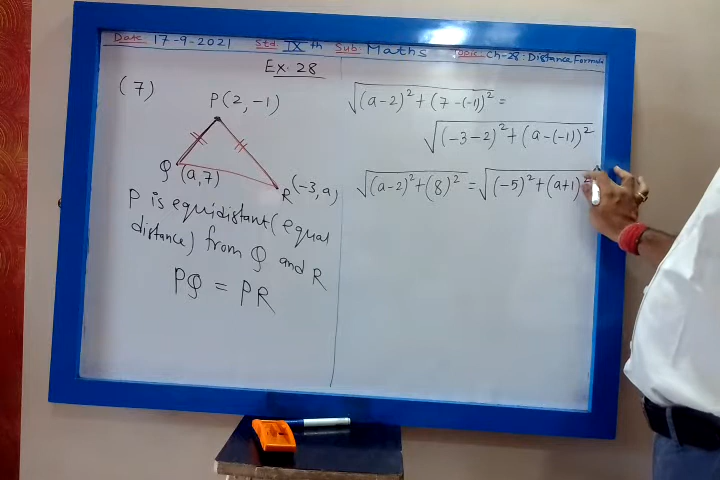 Date: 17-9-2021 Std IXth Sub: Maths Topic: Ch-28: Distance Formula
Ex. 28
(7)
P(2,-1)
Q (a,7)
R(-3,a)
P is equidistant (equal
distance) from Q and R
PQ = PR
√(a-2)²+(7-(-1))² =
√(-3-2)²+(a-(-1))²
√(a-2)²+(8)² = √(-5)²+(a+1)²